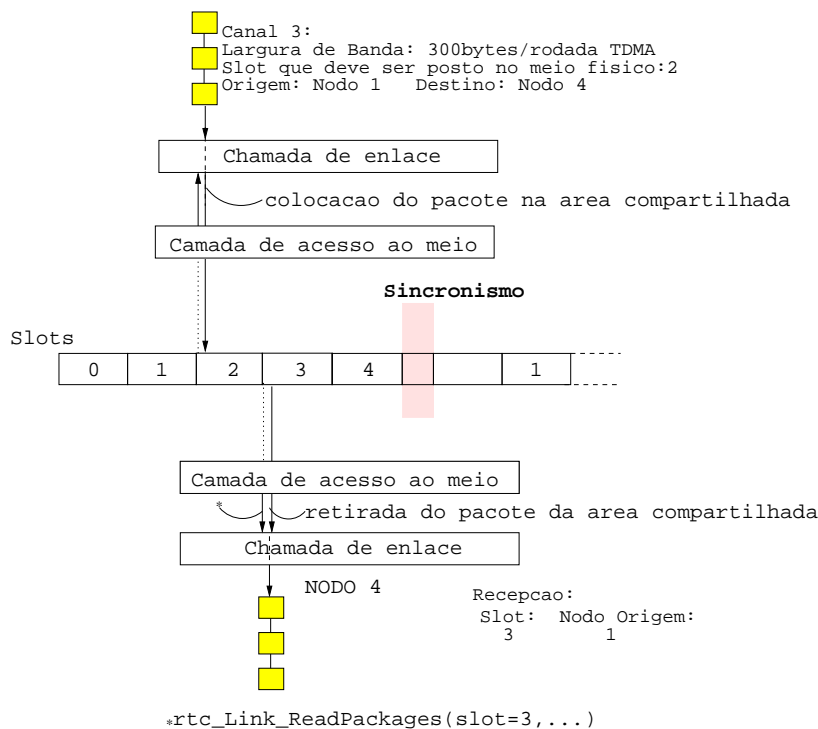 Canal 3:
Largura de Banda: 300bytes/rodada TDMA
Slot que deve ser posto no meio fisico:2
Origem: Nodo 1 Destino: Nodo 4
Chamada de enlace
colocacao do pacote na area compartilhada
Camada de acesso ao meio
Sincronismo
Slots
0 1 2 3 4 1
Camada de acesso ao meio
*
retirada do pacote da area compartilhada
Chamada de enlace
NODO 4
Recepcao:
Slot: Nodo Origem:
3 1
*rtc_Link_ReadPackages(slot=3,...)